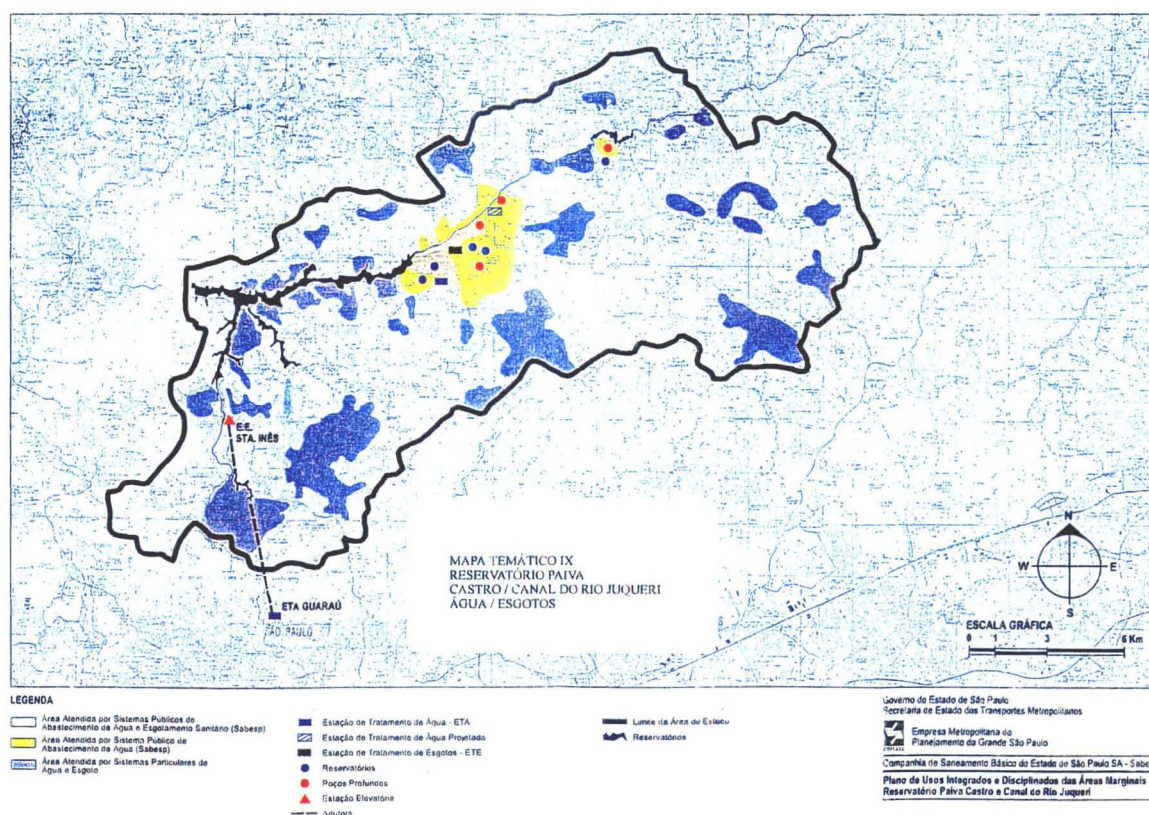 E.E.
STA. INÊS
MAPA TEMÁTICO IX
RESERVATÓRIO PAIVA
CASTRO / CANAL DO RIO JUQUERI
ÁGUA / ESGOTOS
ETA GUARAÚ
SÃO PAULO
N
W
E
S
ESCALA GRÁFICA
0 1 3 6 Km
LEGENDA
Área Atendida por Sistemas Públicos de
Abastecimento de Água e Esgotamento Sanitário (Sabesp)
Área Atendida por Sistema Público de
Abastecimento de Água (Sabesp)
Área Atendida por Sistemas Particulares de
Água e Esgoto
Estação de Tratamento de Água - ETA
Estação de Tratamento de Água Projetada
Estação de Tratamento de Esgotos - ETE
Reservatórios
Poços Profundos
Estação Elevatória
Adutora
Limite da Área de Estudo
Reservatórios
Governo do Estado de São Paulo
Secretaria de Estado dos Transportes Metropolitanos
Empresa Metropolitana de
Planejamento da Grande São Paulo
Companhia de Saneamento Básico do Estado de São Paulo SA - Sabe
Plano de Usos Integrados e Disciplinados das Áreas Marginais
Reservatório Paiva Castro e Canal do Rio Juqueri